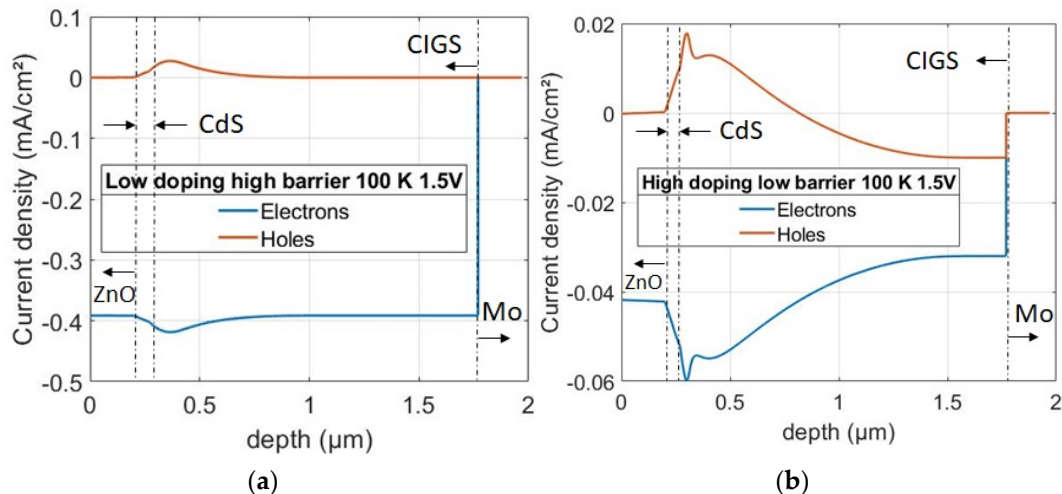 0.1
0
-0.1
-0.2
-0.3
-0.4
-0.5
Current density (mA/cm²)
CIGS
CdS
Low doping high barrier 100 K 1.5V
Electrons
Holes
ZnO
Mo
0 0.5 1 1.5 2
depth (µm)
(a)
0.02
0
-0.02
-0.04
-0.06
Current density (mA/cm²)
CIGS
CdS
High doping low barrier 100 K 1.5V
Electrons
Holes
ZnO
Mo
0 0.5 1 1.5 2
depth (µm)
(b)